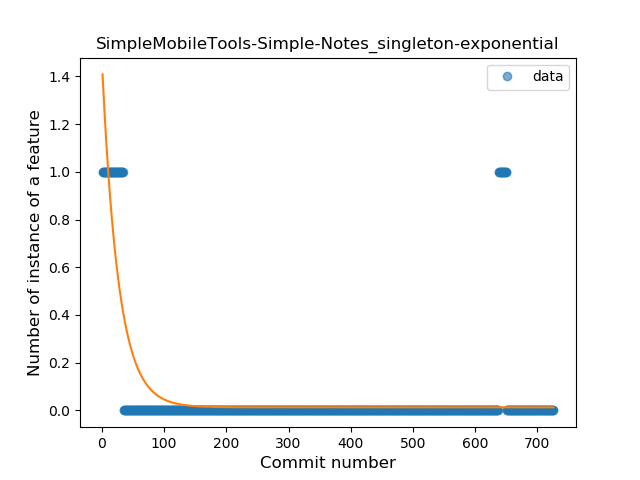 SimpleMobileTools-Simple-Notes_singleton-exponential
data
Number of instance of a feature
1.4
1.2
1.0
0.8
0.6
0.4
0.2
0.0
0 100 200 300 400 500 600 700
Commit number